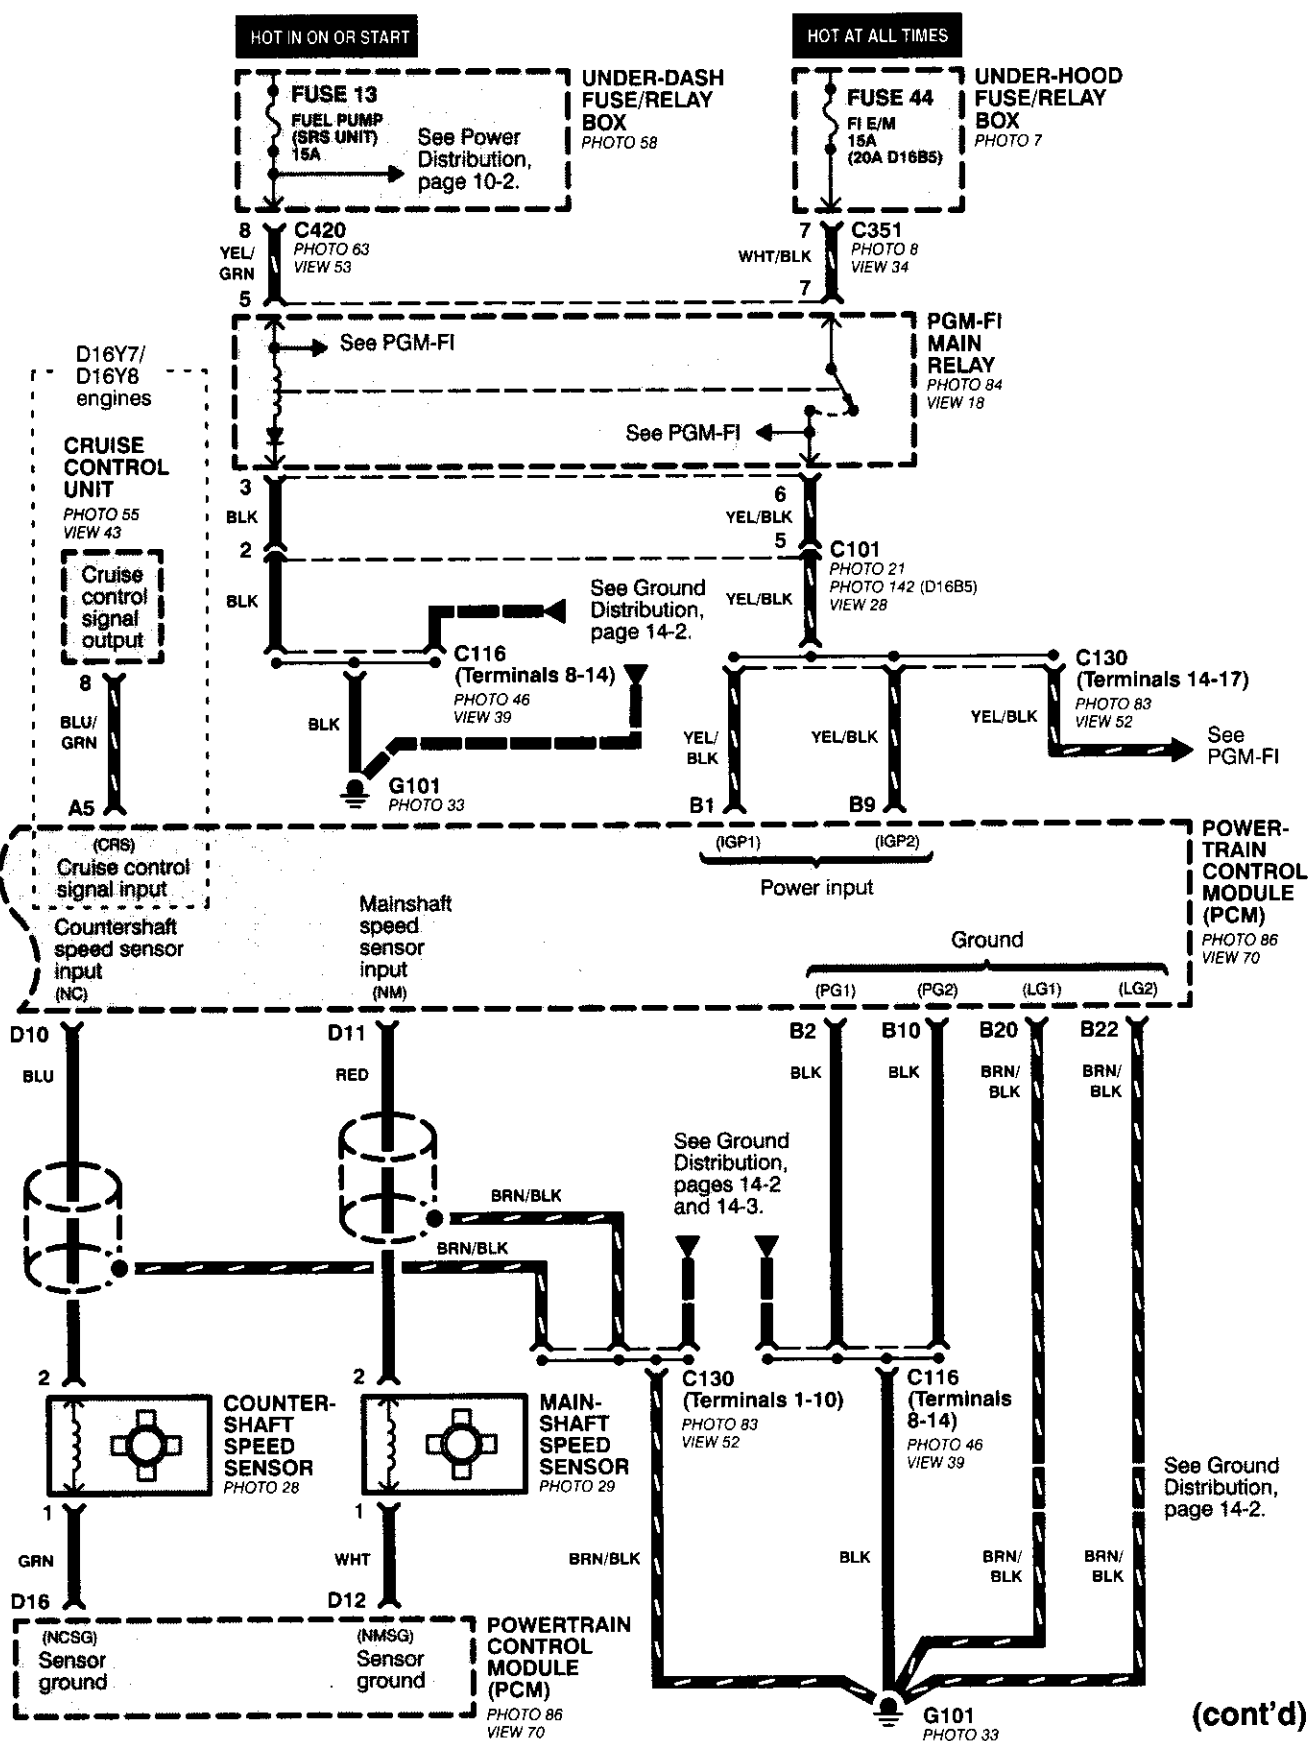 HOT IN ON OR START
HOT AT ALL TIMES
FUSE 13
FUEL PUMP
(SRS UNIT)
15A
See Power
Distribution,
page 10-2.
UNDER-DASH
FUSE/RELAY
BOX
PHOTO 58
FUSE 44
FI E/M
15A
(20A D16B5)
UNDER-HOOD
FUSE/RELAY
BOX
PHOTO 7
8
C420
PHOTO 63
VIEW 53
YEL/
GRN
5
7
C351
PHOTO 8
VIEW 34
WHT/BLK
7
See PGM-FI
See PGM-FI
PGM-FI
MAIN
RELAY
PHOTO 84
VIEW 18
D16Y7/
D16Y8
engines
CRUISE
CONTROL
UNIT
PHOTO 55
VIEW 43
Cruise
control
signal
output
8
BLU/
GRN
A5
3
BLK
2
BLK
6
YEL/BLK
5
C101
PHOTO 21
PHOTO 142 (D16B5)
VIEW 28
YEL/BLK
See Ground
Distribution,
page 14-2.
C116
(Terminals 8-14)
PHOTO 46
VIEW 39
BLK
G101
PHOTO 33
C130
(Terminals 14-17)
PHOTO 83
VIEW 52
YEL/
BLK
YEL/BLK
YEL/BLK
See
PGM-FI
B1
B9
(CRS)
Cruise control
signal input
(IGP1)
(IGP2)
Power input
POWER-
TRAIN
CONTROL
MODULE
(PCM)
PHOTO 86
VIEW 70
Countershaft
speed sensor
input
(NC)
Mainshaft
speed
sensor
input
(NM)
Ground
(PG1)
(PG2)
(LG1)
(LG2)
D10
D11
B2
B10
B20
B22
BLU
RED
BLK
BLK
BRN/
BLK
BRN/
BLK
See Ground
Distribution,
pages 14-2
and 14-3.
BRN/BLK
BRN/BLK
2
2
COUNTER-
SHAFT
SPEED
SENSOR
PHOTO 28
MAIN-
SHAFT
SPEED
SENSOR
PHOTO 29
C130
(Terminals 1-10)
PHOTO 83
VIEW 52
C116
(Terminals
8-14)
PHOTO 46
VIEW 39
See Ground
Distribution,
page 14-2.
1
1
GRN
WHT
BRN/BLK
BLK
BRN/
BLK
BRN/
BLK
D16
D12
(NCSG)
Sensor
ground
(NMSG)
Sensor
ground
POWERTRAIN
CONTROL
MODULE
(PCM)
PHOTO 86
VIEW 70
G101
PHOTO 33
(cont'd)